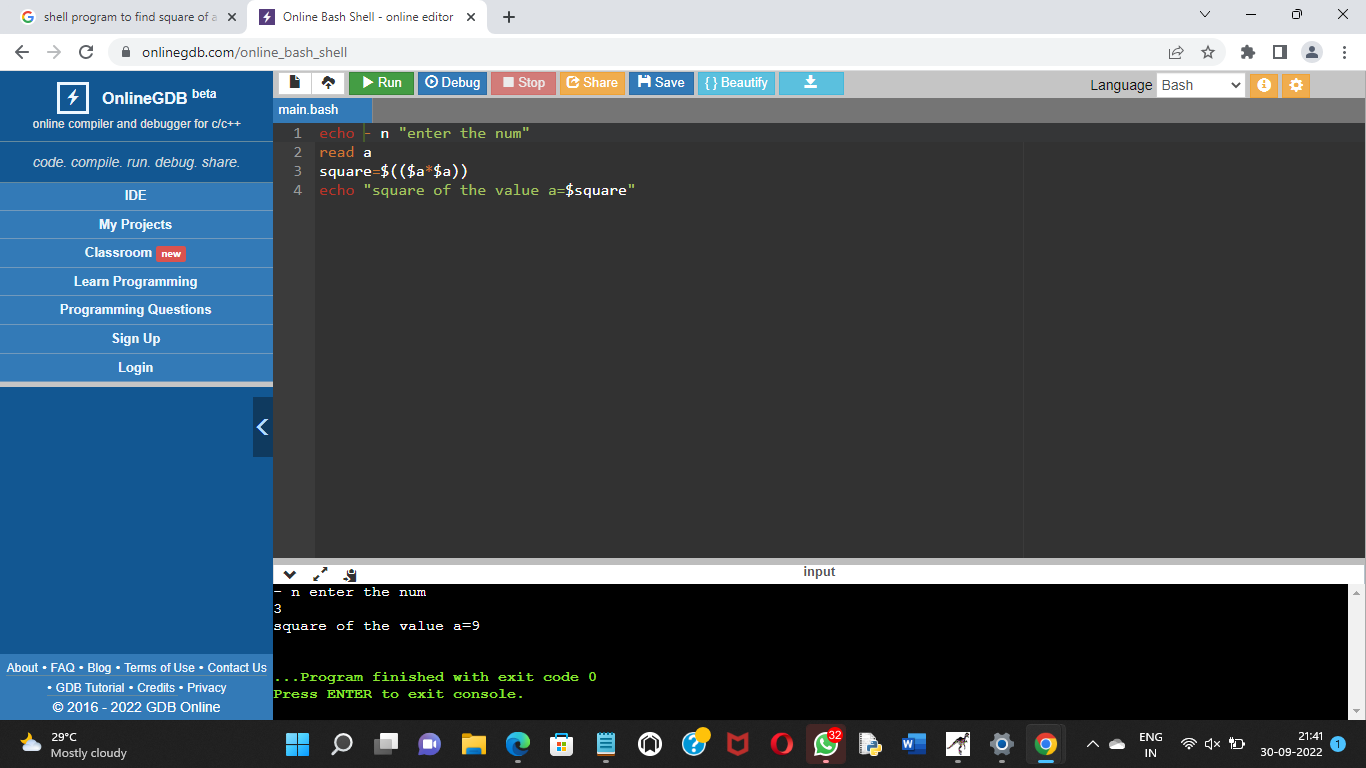 shell program to find square of a
Online Bash Shell - online editor
onlinegdb.com/online_bash_shell
OnlineGDB beta
online compiler and debugger for c/c++
code. compile. run. debug. share.
IDE
My Projects
Classroom new
Learn Programming
Programming Questions
Sign Up
Login
About • FAQ • Blog • Terms of Use • Contact Us
• GDB Tutorial • Credits • Privacy
© 2016 - 2022 GDB Online
Run Debug Stop Share Save {} Beautify
Language Bash
main.bash
1 echo - n "enter the num"
2 read a
3 square=$(($a*$a))
4 echo "square of the value a=$square"
input
- n enter the num
3
square of the value a=9
...Program finished with exit code 0
Press ENTER to exit console.
29°C
Mostly cloudy
32
ENG
IN
21:41
30-09-2022
1